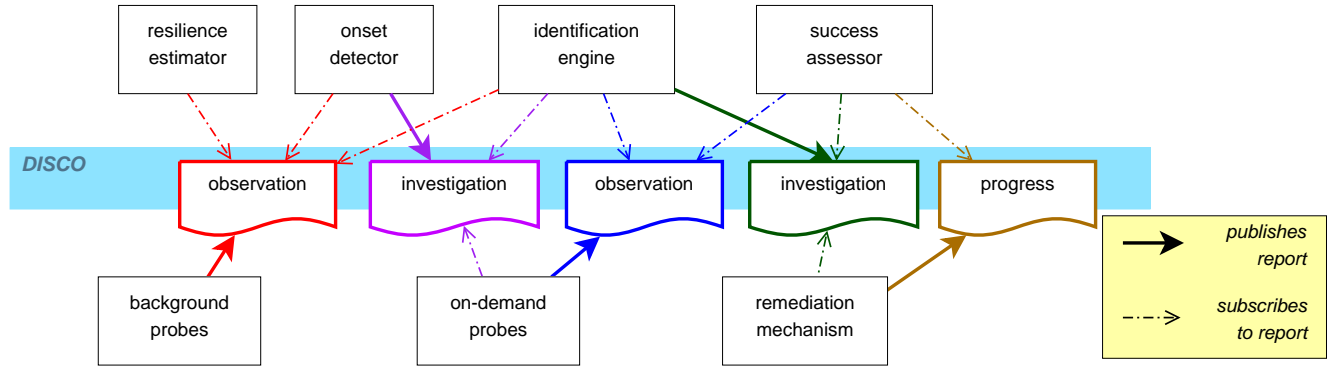 resilience
estimator
onset
detector
identification
engine
success
assessor
DISCO
observation
investigation
observation
investigation
progress
background
probes
on-demand
probes
remediation
mechanism
publishes
report
subscribes
to report